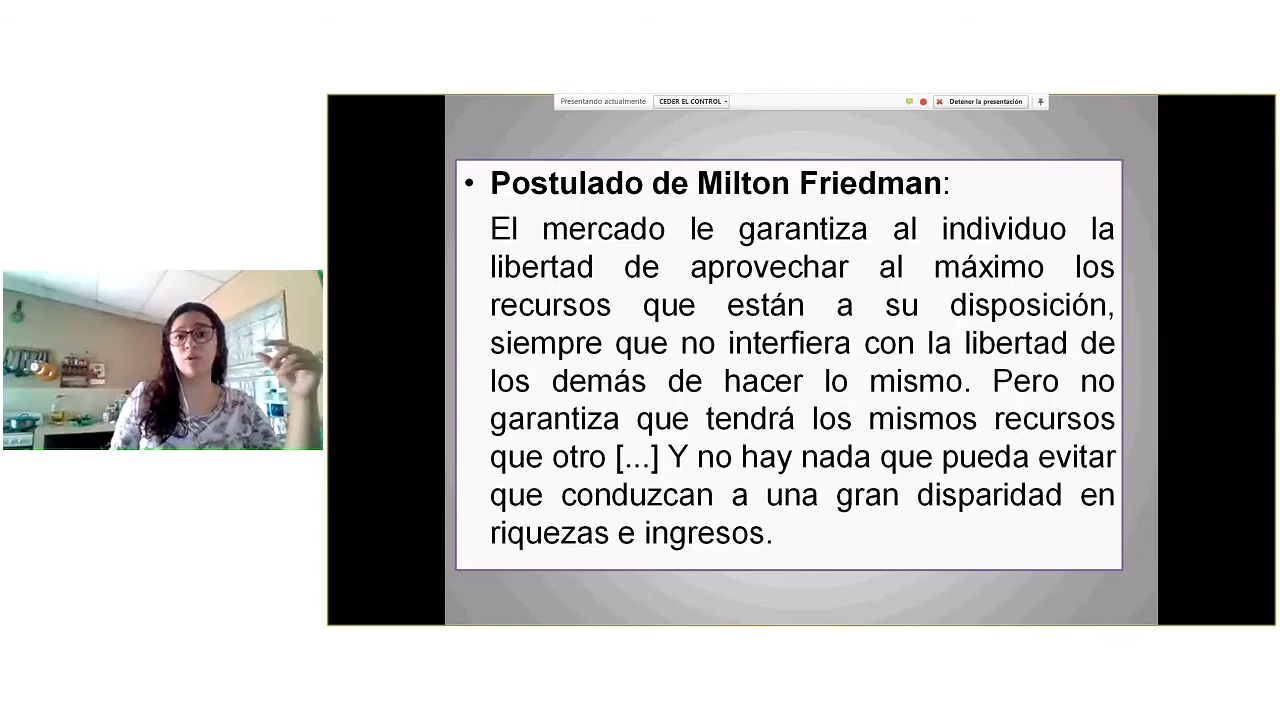 Presentando actualmente CEDER EL CONTROL Detener la presentación
• Postulado de Milton Friedman:
El mercado le garantiza al individuo la
libertad de aprovechar al máximo los
recursos que están a su disposición,
siempre que no interfiera con la libertad de
los demás de hacer lo mismo. Pero no
garantiza que tendrá los mismos recursos
que otro [...] Y no hay nada que pueda evitar
que conduzcan a una gran disparidad en
riquezas e ingresos.